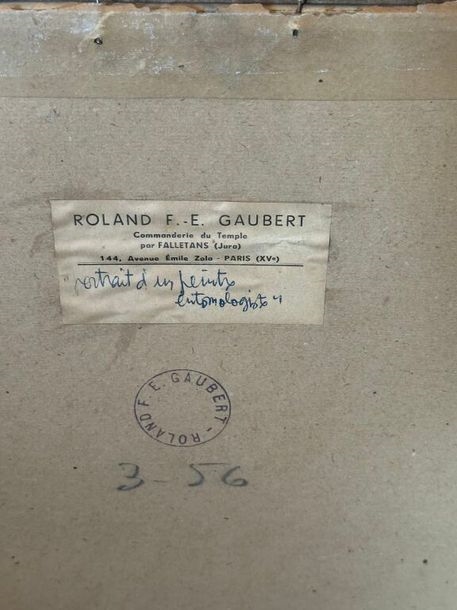 ROLAND F.-E. GAUBERT
Commanderie du Temple
par FALLETANS (Jura)
144, Avenue Émile Zola - PARIS (XVe)
"portrait d'un peintre
entomologiste"
ROLAND F. E. GAUBERT -
3-56